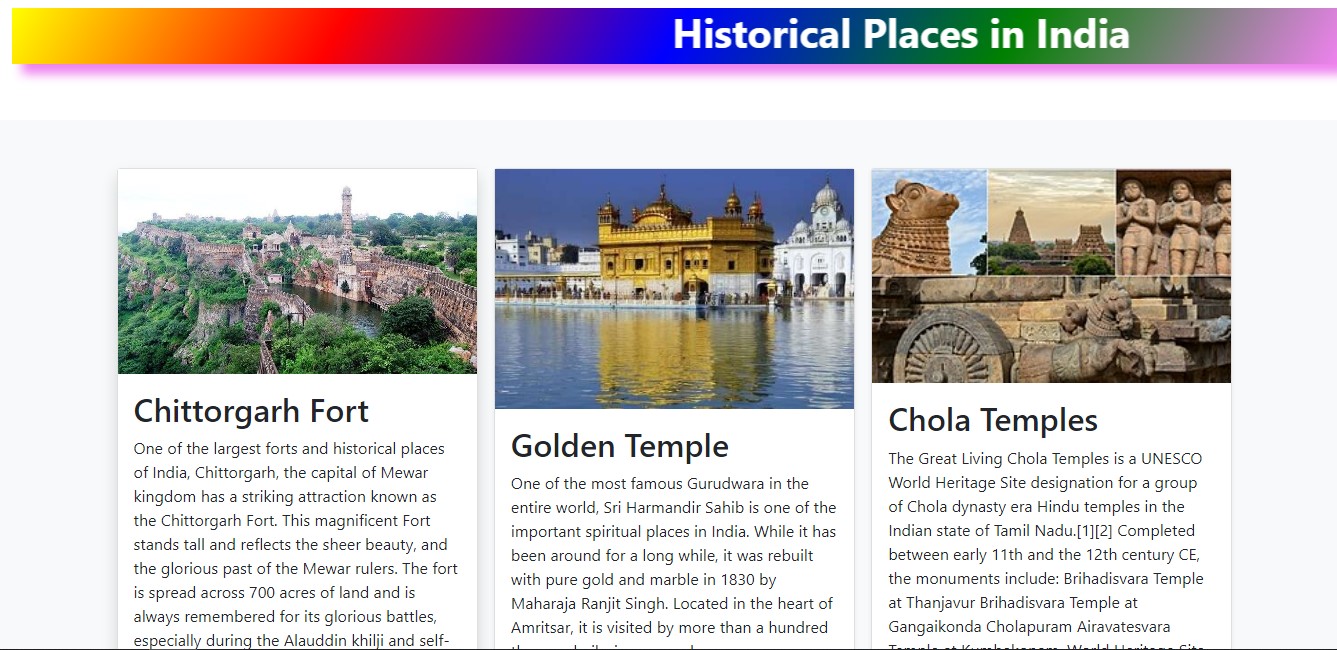 Historical Places in India
Chittorgarh Fort
One of the largest forts and historical places
of India, Chittorgarh, the capital of Mewar
kingdom has a striking attraction known as
the Chittorgarh Fort. This magnificent Fort
stands tall and reflects the sheer beauty, and
the glorious past of the Mewar rulers. The fort
is spread across 700 acres of land and is
always remembered for its glorious battles,
especially during the Alauddin khilji and self-
Golden Temple
One of the most famous Gurudwara in the
entire world, Sri Harmandir Sahib is one of the
important spiritual places in India. While it has
been around for a long while, it was rebuilt
with pure gold and marble in 1830 by
Maharaja Ranjit Singh. Located in the heart of
Amritsar, it is visited by more than a hundred
Chola Temples
The Great Living Chola Temples is a UNESCO
World Heritage Site designation for a group
of Chola dynasty era Hindu temples in the
Indian state of Tamil Nadu.[1][2] Completed
between early 11th and the 12th century CE,
the monuments include: Brihadisvara Temple
at Thanjavur Brihadisvara Temple at
Gangaikonda Cholapuram Airavatesvara
Temple at Kumbakonam. World Heritage Site